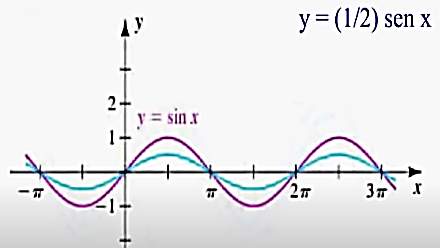 y = (1/2) sen x
y
2
y = sin x
1
-π
π
2π
3π
x
-1